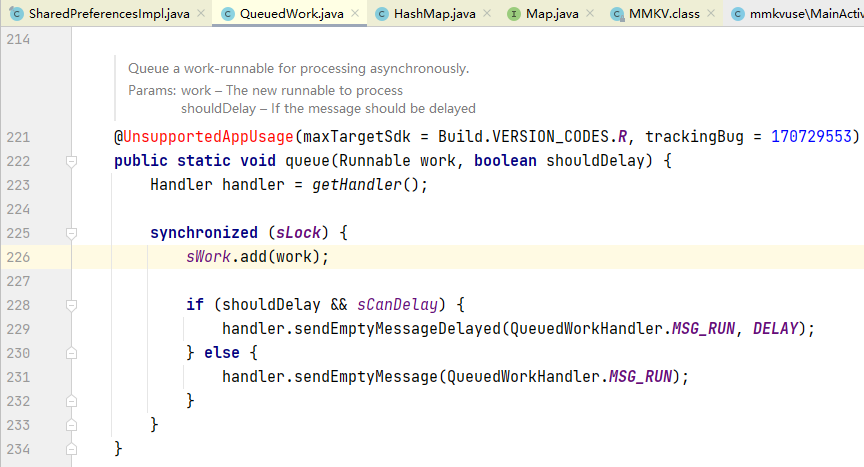 SharedPreferencesImpl.java × QueuedWork.java × HashMap.java × Map.java × MMKV.class × mmkvuse\MainActiv
214
Queue a work-runnable for processing asynchronously.
Params: work – The new runnable to process
shouldDelay – If the message should be delayed
221 @UnsupportedAppUsage(maxTargetSdk = Build.VERSION_CODES.R, trackingBug = 170729553)
222 public static void queue(Runnable work, boolean shouldDelay) {
223 Handler handler = getHandler();
224
225 synchronized (sLock) {
226 sWork.add(work);
227
228 if (shouldDelay && sCanDelay) {
229 handler.sendEmptyMessageDelayed(QueuedWorkHandler.MSG_RUN, DELAY);
230 } else {
231 handler.sendEmptyMessage(QueuedWorkHandler.MSG_RUN);
232 }
233 }
234 }